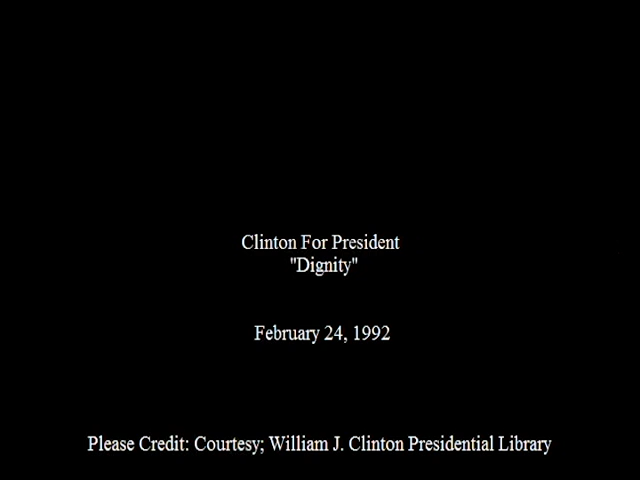 Clinton For President
"Dignity"
February 24, 1992
Please Credit: Courtesy; William J. Clinton Presidential Library